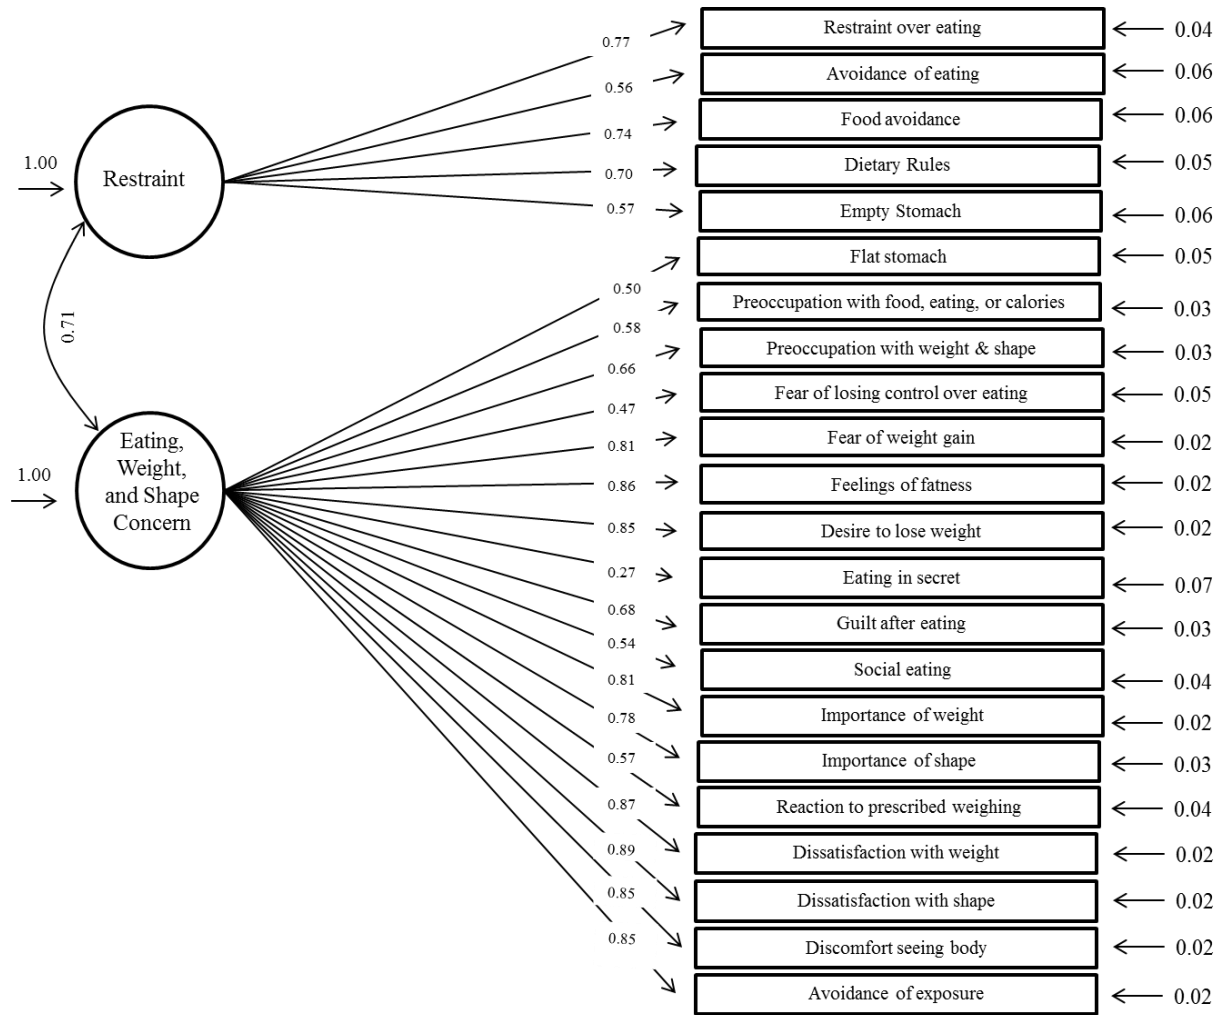 0.77
Restraint over eating
0.04
0.56
Avoidance of eating
0.06
0.74
Food avoidance
0.06
1.00
Restraint
0.70
Dietary Rules
0.05
0.57
Empty Stomach
0.06
Flat stomach
0.05
0.50
Preoccupation with food, eating, or calories
0.03
0.71
0.58
Preoccupation with weight & shape
0.03
0.66
Fear of losing control over eating
0.05
0.47
Fear of weight gain
0.02
1.00
Eating,
Weight,
and Shape
Concern
0.81
Feelings of fatness
0.02
0.86
0.85
Desire to lose weight
0.02
0.27
Eating in secret
0.07
0.68
Guilt after eating
0.03
0.54
Social eating
0.04
0.81
Importance of weight
0.02
0.78
Importance of shape
0.03
0.57
Reaction to prescribed weighing
0.04
0.87
Dissatisfaction with weight
0.02
0.89
Dissatisfaction with shape
0.02
0.85
Discomfort seeing body
0.02
0.85
Avoidance of exposure
0.02